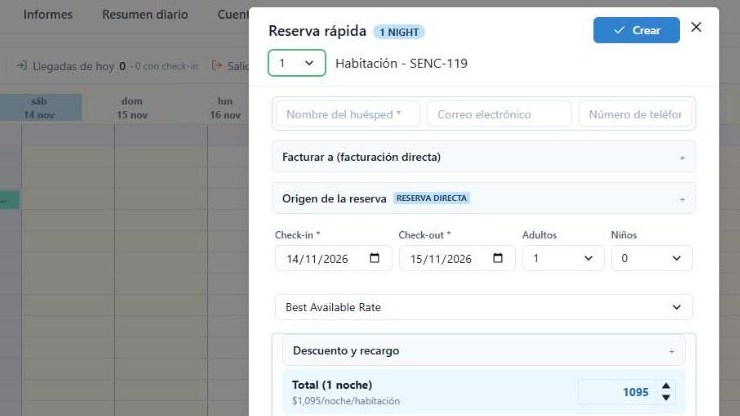 Informes Resumen diario
Reserva rápida 1 NIGHT Crear
1 Habitación - SENC-119
Llegadas de hoy 0 - 0 con check-in
sáb dom lun
14 nov 15 nov 16 nov
Nombre del huésped * Correo electrónico Número de teléfor
Facturar a (facturación directa) +
Origen de la reserva RESERVA DIRECTA +
Check-in * Check-out * Adultos Niños
14/11/2026 15/11/2026 1 0
Best Available Rate
Descuento y recargo +
Total (1 noche) 1095
$1,095/noche/habitación